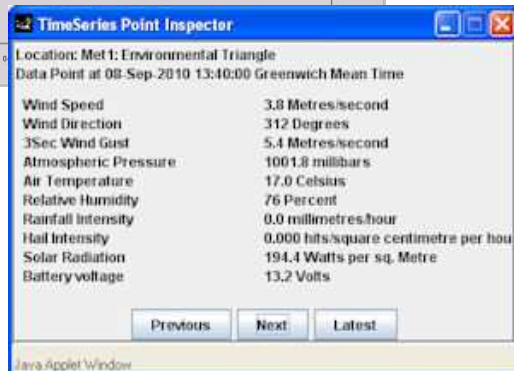 TimeSeries Point Inspector
Location: Met1: Environmental Triangle
Data Point at 08-Sep-2010 13:40:00 Greenwich Mean Time
Wind Speed 3.8 Metres/second
Wind Direction 312 Degrees
3Sec Wind Gust 5.4 Metres/second
Atmospheric Pressure 1001.8 millibars
Air Temperature 17.0 Celsius
Relative Humidity 76 Percent
Rainfall Intensity 0.0 millimetres/hour
Hail Intensity 0.000 hits/square centimetre per hou
Solar Radiation 194.4 Watts per sq. Metre
Battery voltage 13.2 Volts
Previous Next Latest
Java Applet Window